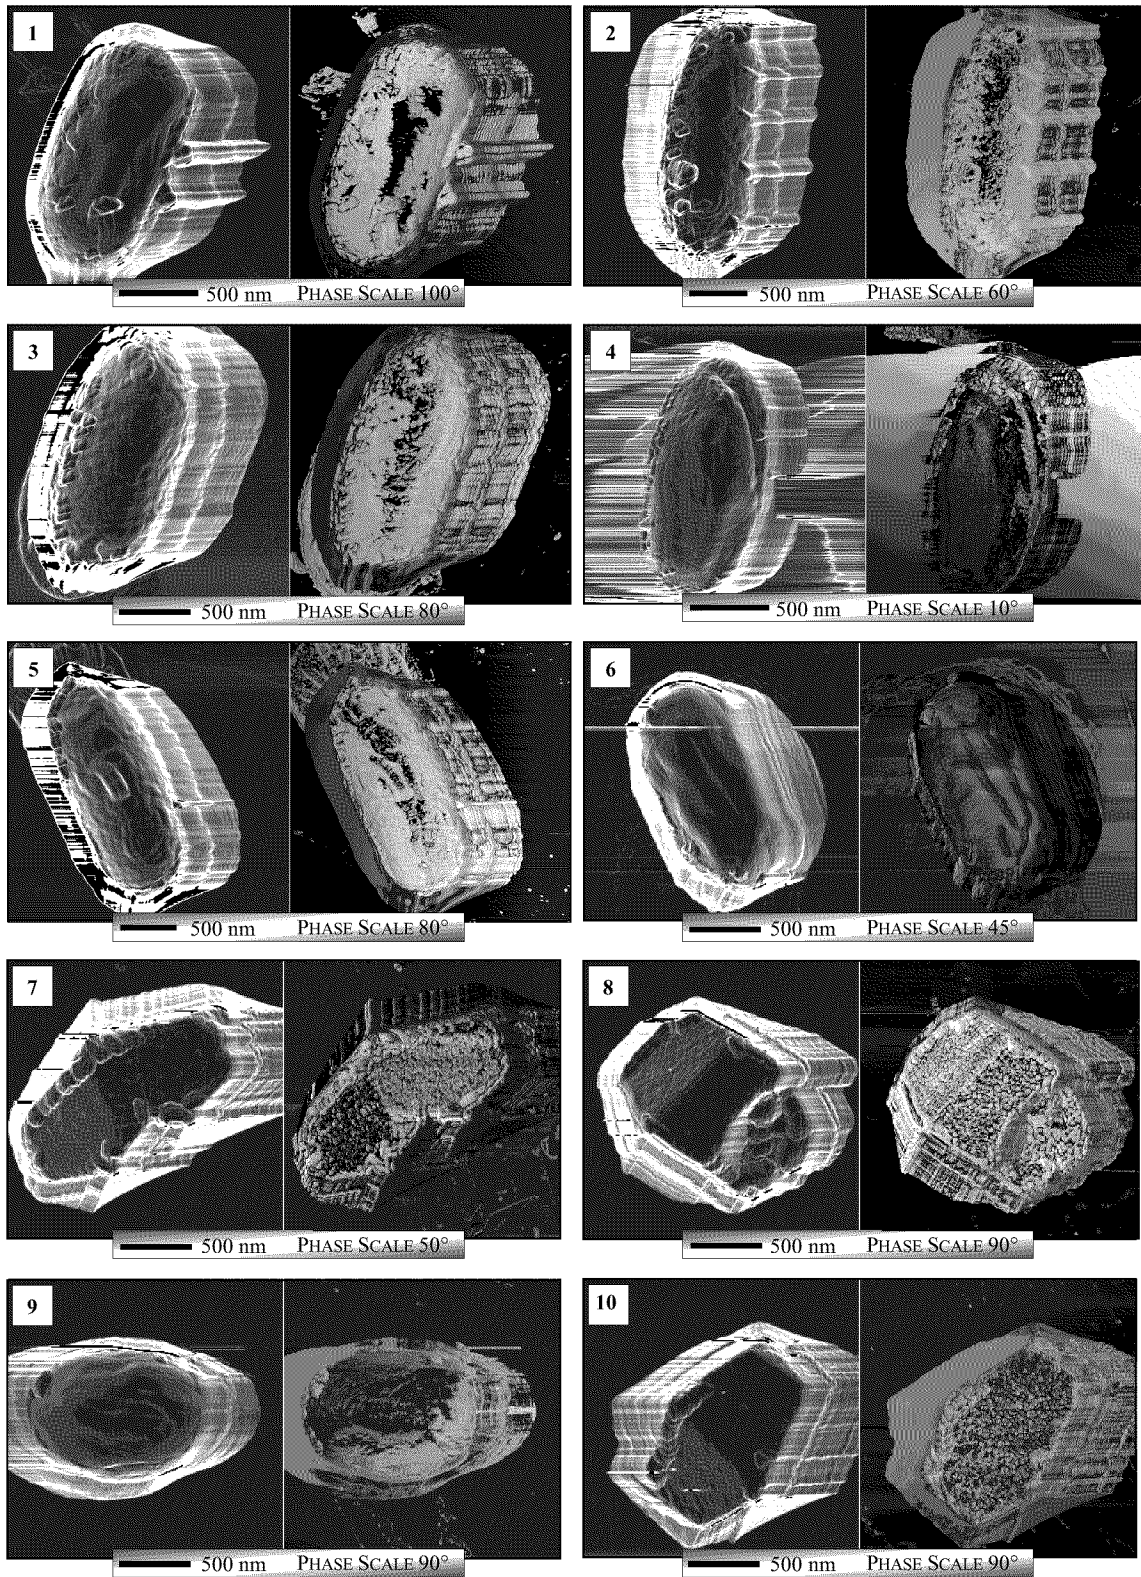 1
2
500 nm PHASE SCALE 100°
500 nm PHASE SCALE 60°
3
4
500 nm PHASE SCALE 80°
500 nm PHASE SCALE 10°
5
6
500 nm PHASE SCALE 80°
500 nm PHASE SCALE 45°
7
8
500 nm PHASE SCALE 50°
500 nm PHASE SCALE 90°
9
10
500 nm PHASE SCALE 90°
500 nm PHASE SCALE 90°